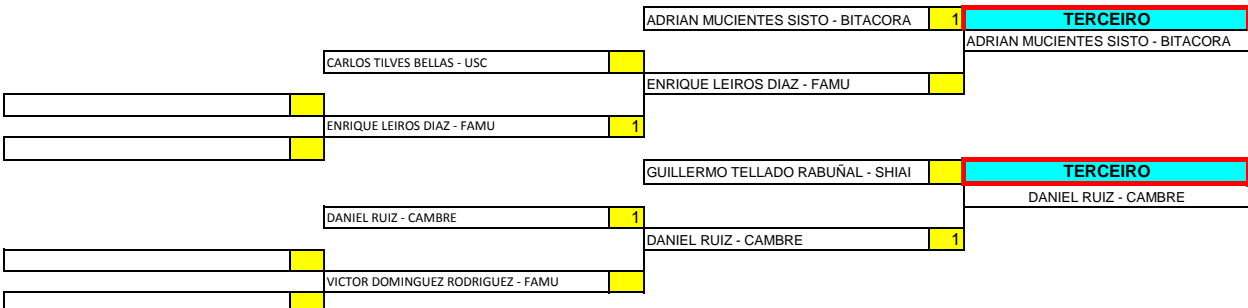 ADRIAN MUCIENTES SISTO - BITACORA 1 TERCEIRO
ADRIAN MUCIENTES SISTO - BITACORA
CARLOS TILVES BELLAS - USC
ENRIQUE LEIROS DIAZ - FAMU
ENRIQUE LEIROS DIAZ - FAMU 1
GUILLERMO TELLADO RABUÑAL - SHIAI TERCEIRO
DANIEL RUIZ - CAMBRE
DANIEL RUIZ - CAMBRE 1
DANIEL RUIZ - CAMBRE 1
VICTOR DOMINGUEZ RODRIGUEZ - FAMU